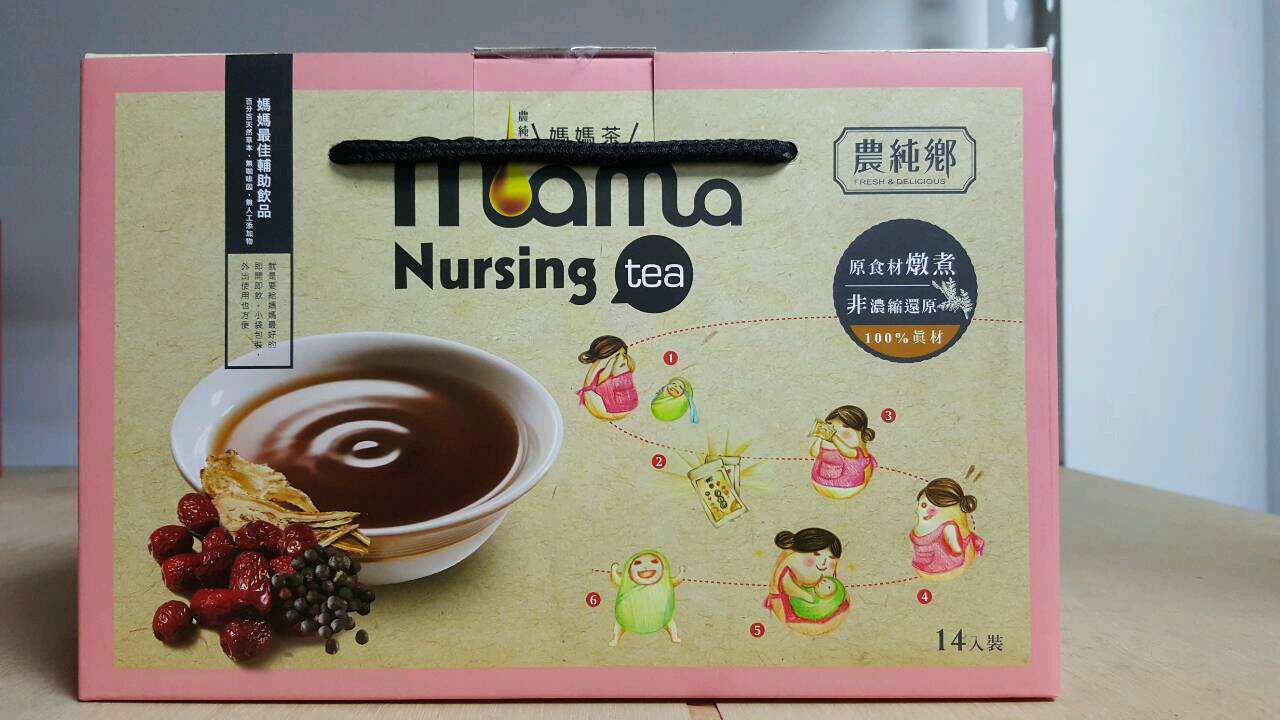 媽媽最佳輔助飲品
百分百天然草本，無咖啡因，無人工添加物
就是要給媽媽最好的
即開即飲，小袋包裝，
外出使用也方便
農純
媽媽茶
mama
Nursing tea
農純鄉
FRESH & DELICIOUS
原食材燉煮
非濃縮還原
100%眞材
1
2
3
4
5
6
14入裝